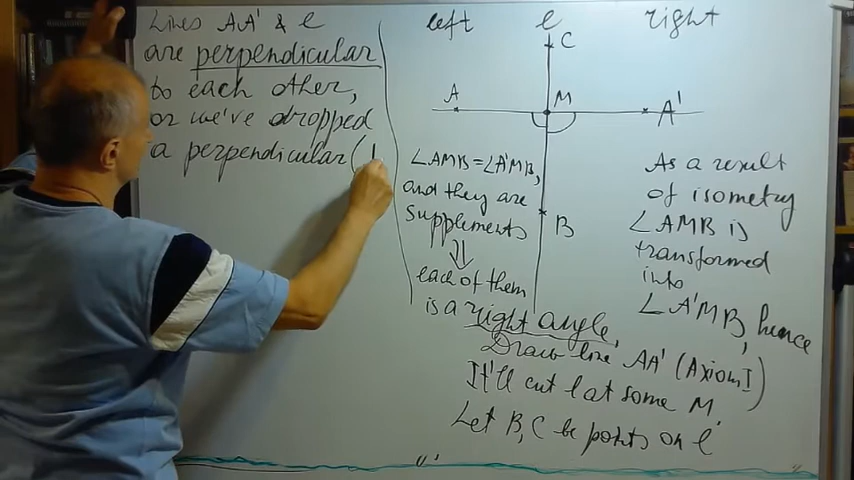 Lines AA' & l
are perpendicular
to each other,
or we've dropped
a perpendicular (
left
l
right
C
A
M
A'
B
∠AMB=∠A'MB,
and they are
supplements
⇓
each of them
is a right angle,
As a result
of isometry
∠AMB is
transformed
into
∠A'MB, hence
Draw line AA' (Axiom I)
It'll cut l at some M
Let B,C be points on l